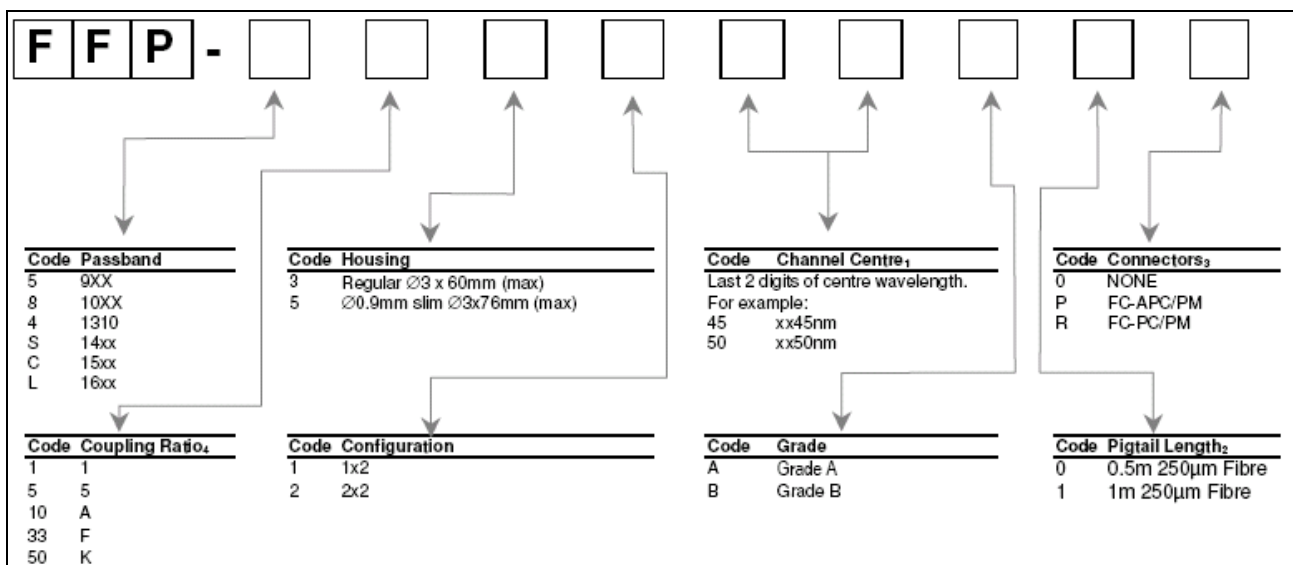 FFP-
Code Passband
5 9XX
8 10XX
4 1310
S 14xx
C 15xx
L 16xx
Code Housing
3 Regular ∅3 x 60mm (max)
5 ∅0.9mm slim ∅3x76mm (max)
Code Channel Centre₁
Last 2 digits of centre wavelength.
For example:
45 xx45nm
50 xx50nm
Code Connectors₃
0 NONE
P FC-APC/PM
R FC-PC/PM
Code Coupling Ratio₄
1 1
5 5
10 A
33 F
50 K
Code Configuration
1 1x2
2 2x2
Code Grade
A Grade A
B Grade B
Code Pigtail Length₂
0 0.5m 250µm Fibre
1 1m 250µm Fibre